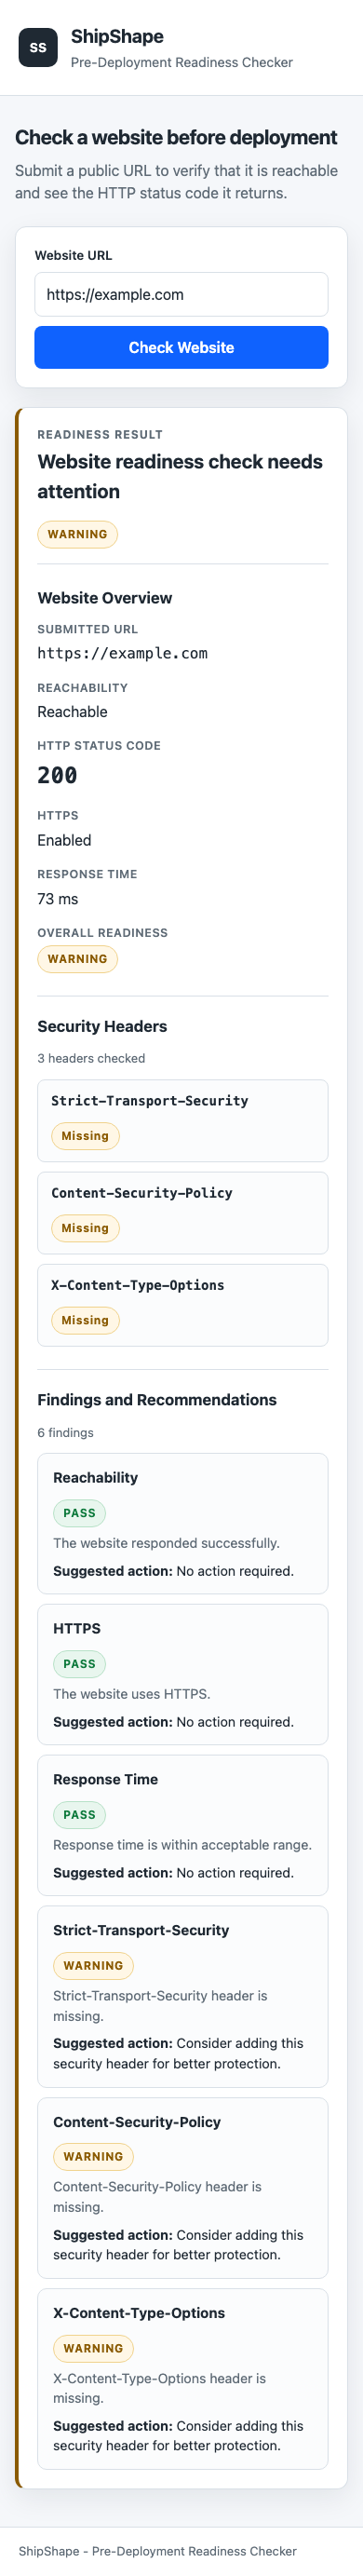 SS
ShipShape
Pre-Deployment Readiness Checker
Check a website before deployment
Submit a public URL to verify that it is reachable
and see the HTTP status code it returns.
Website URL
https://example.com
Check Website
READINESS RESULT
Website readiness check needs
attention
WARNING
Website Overview
SUBMITTED URL
https://example.com
REACHABILITY
Reachable
HTTP STATUS CODE
200
HTTPS
Enabled
RESPONSE TIME
73 ms
OVERALL READINESS
WARNING
Security Headers
3 headers checked
Strict-Transport-Security
Missing
Content-Security-Policy
Missing
X-Content-Type-Options
Missing
Findings and Recommendations
6 findings
Reachability
PASS
The website responded successfully.
Suggested action: No action required.
HTTPS
PASS
The website uses HTTPS.
Suggested action: No action required.
Response Time
PASS
Response time is within acceptable range.
Suggested action: No action required.
Strict-Transport-Security
WARNING
Strict-Transport-Security header is
missing.
Suggested action: Consider adding this
security header for better protection.
Content-Security-Policy
WARNING
Content-Security-Policy header is
missing.
Suggested action: Consider adding this
security header for better protection.
X-Content-Type-Options
WARNING
X-Content-Type-Options header is
missing.
Suggested action: Consider adding this
security header for better protection.
ShipShape - Pre-Deployment Readiness Checker